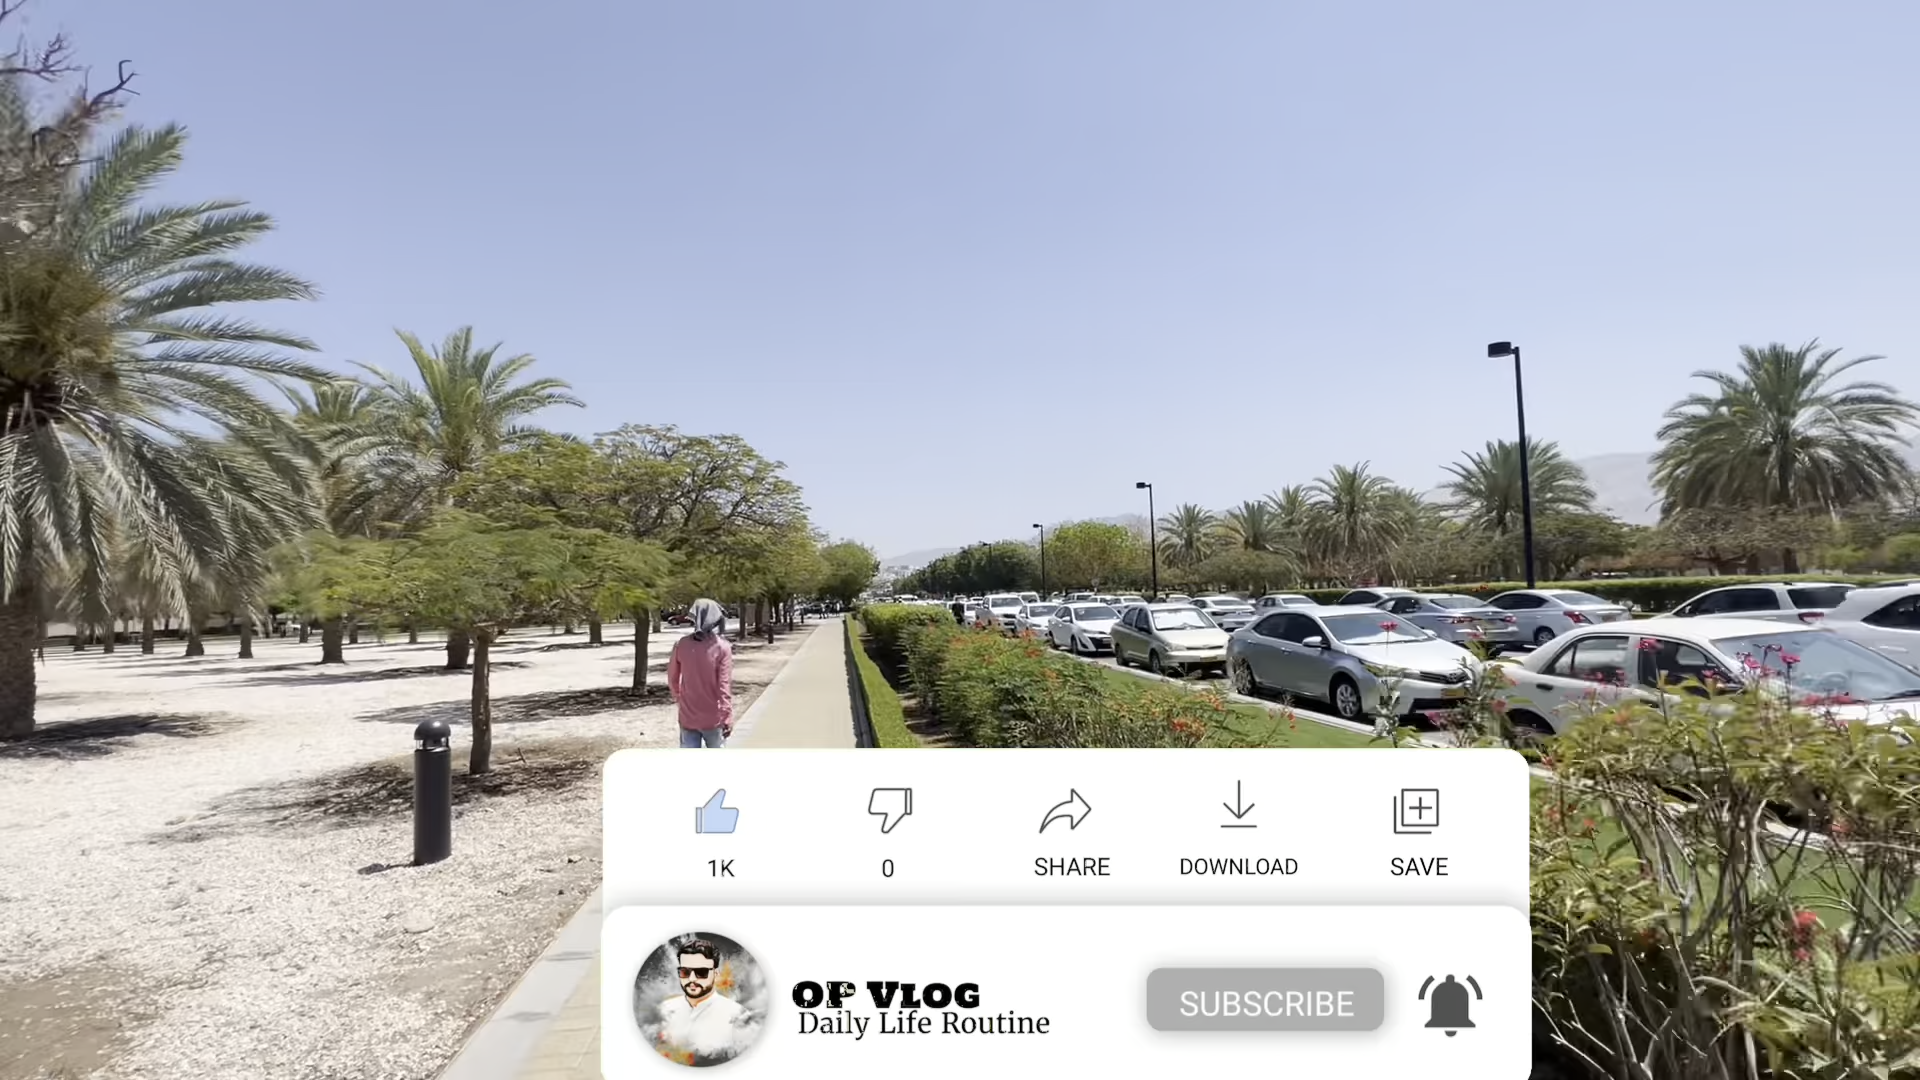 1K
0
SHARE
DOWNLOAD
SAVE
OP VLOG
Daily Life Routine
SUBSCRIBE